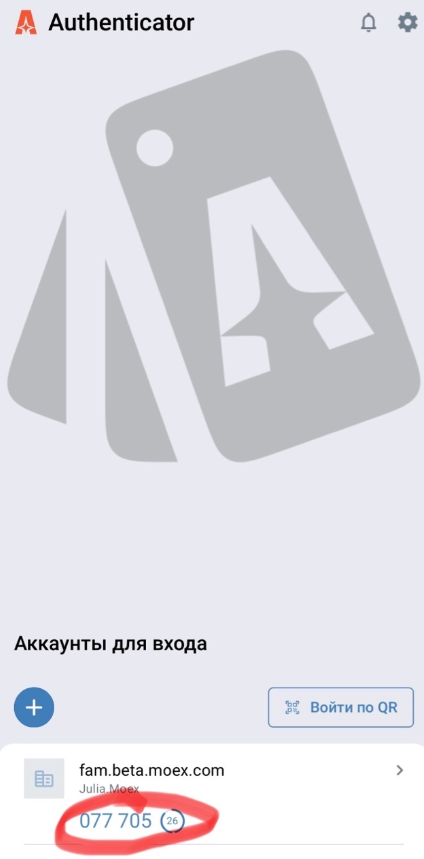 Authenticator
Аккаунты для входа
Войти по QR
fam.beta.moex.com
Julia.Moex
077 705 26